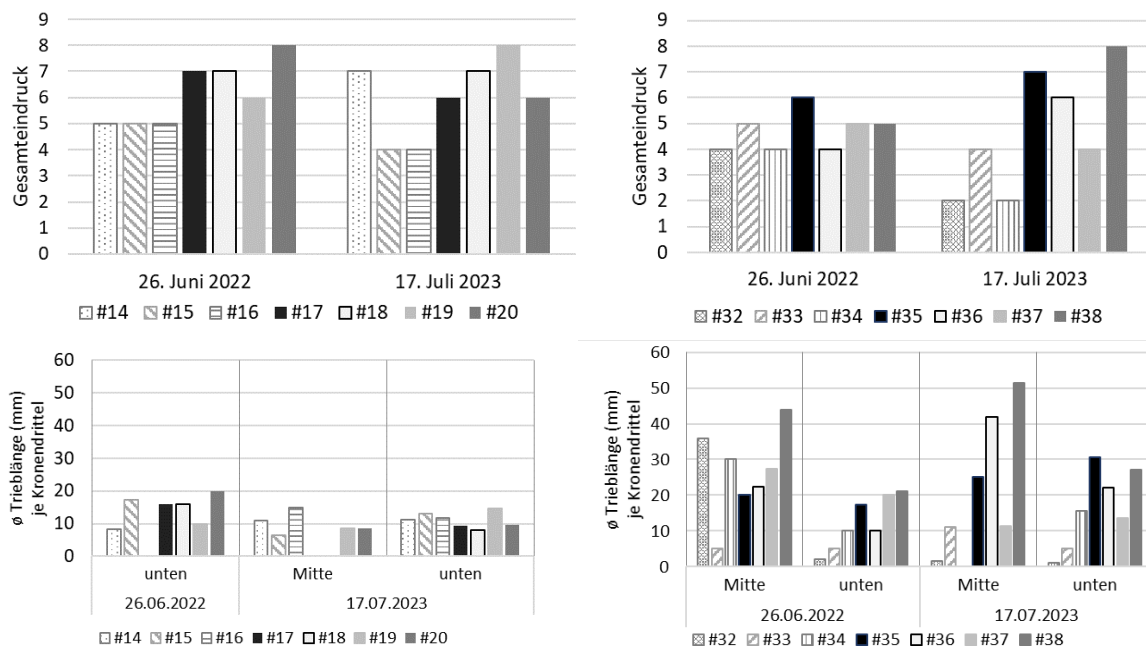 9
8
7
6
5
4
3
2
1
0
Gesamteindruck
26. Juni 2022 17. Juli 2023
#14 #15 #16 #17 #18 #19 #20
9
8
7
6
5
4
3
2
1
0
Gesamteindruck
26. Juni 2022 17. Juli 2023
#32 #33 #34 #35 #36 #37 #38
60
50
40
30
20
10
0
ø Trieblänge (mm)
je Kronendrittel
unten Mitte unten
26.06.2022 17.07.2023
#14 #15 #16 #17 #18 #19 #20
60
50
40
30
20
10
0
ø Trieblänge (mm)
je Kronendrittel
Mitte unten Mitte unten
26.06.2022 17.07.2023
#32 #33 #34 #35 #36 #37 #38